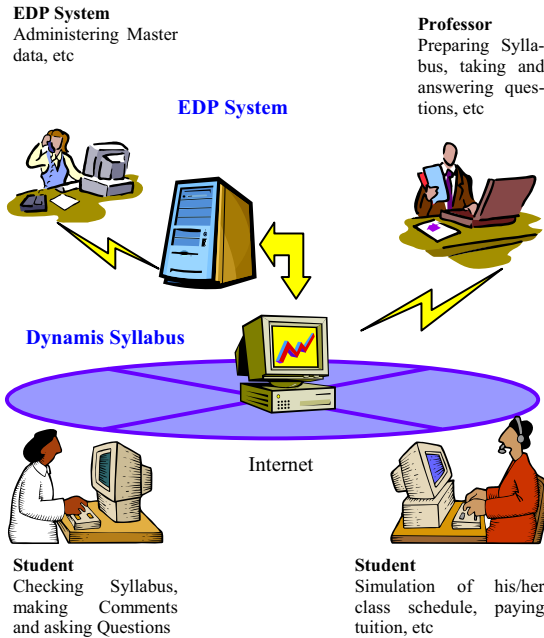 EDP System
Administering Master
data, etc
Professor
Preparing Sylla-
bus, taking and
answering ques-
tions, etc
EDP System
Dynamis Syllabus
Internet
Student
Checking Syllabus,
making Comments
and asking Questions
Student
Simulation of his/her
class schedule, paying
tuition, etc